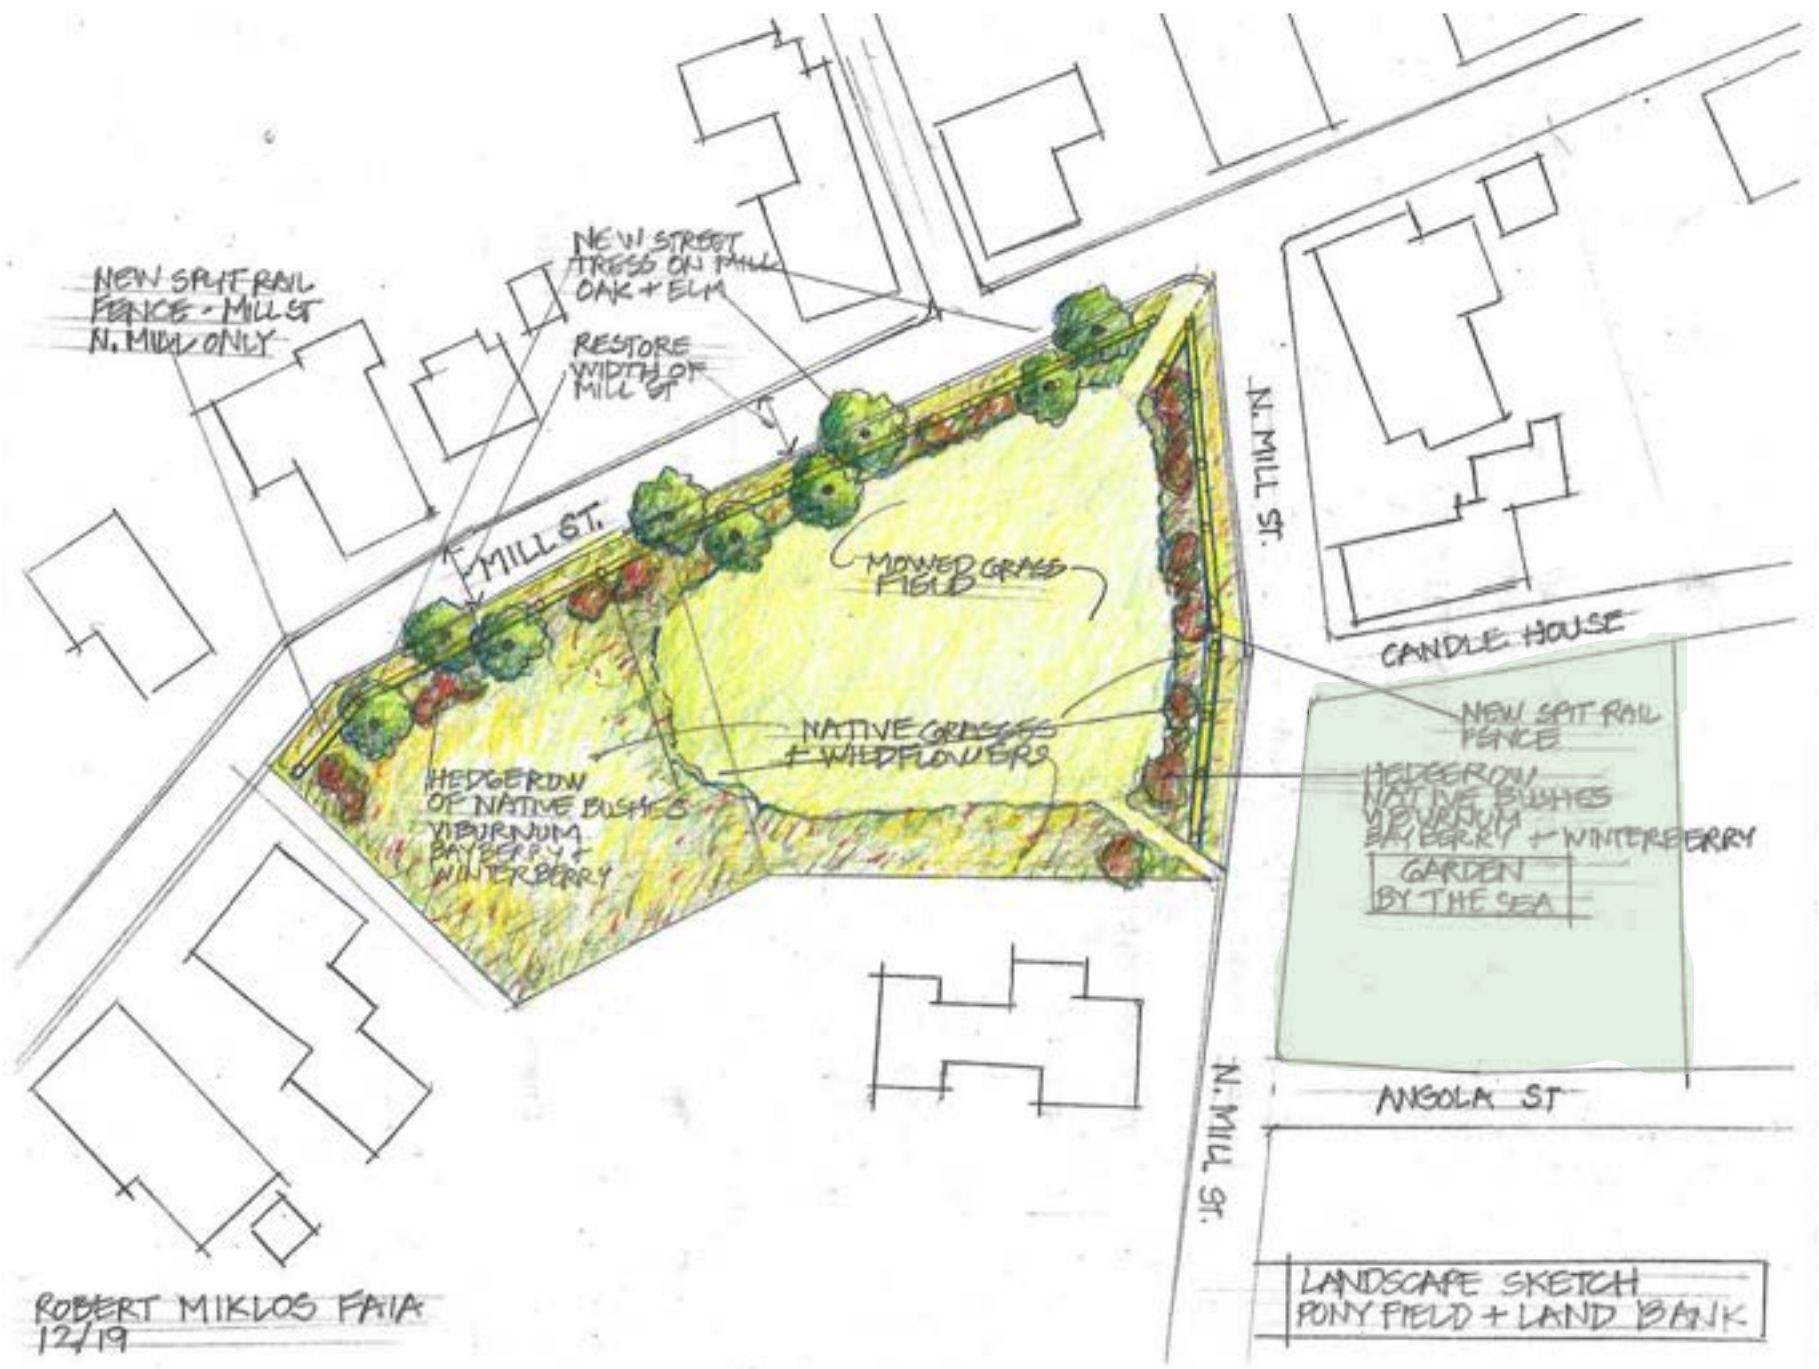 NEW SPLIT RAIL
FENCE - MILL ST
N. MILL ONLY
NEW STREET
TRESS ON MILL
OAK + ELM
RESTORE
WIDTH OF
MILL ST
MILL ST.
N. MILL ST.
MOWED GRASS
FIELD
NATIVE GRASSES
+ WILDFLOWERS
HEDGEROW
OF NATIVE BUSHES
VIBURNUM
BAYBERRY +
WINTERBERRY
CANDLE HOUSE
NEW SPIT RAIL
FENCE
HEDGEROW
NATIVE BUSHES
VIBURNUM
BAYBERRY + WINTERBERRY
GARDEN
BY THE SEA
ANGOLA ST
N. MILL ST.
ROBERT MIKLOS FAIA
12/19
LANDSCAPE SKETCH
PONY FIELD + LAND BANK